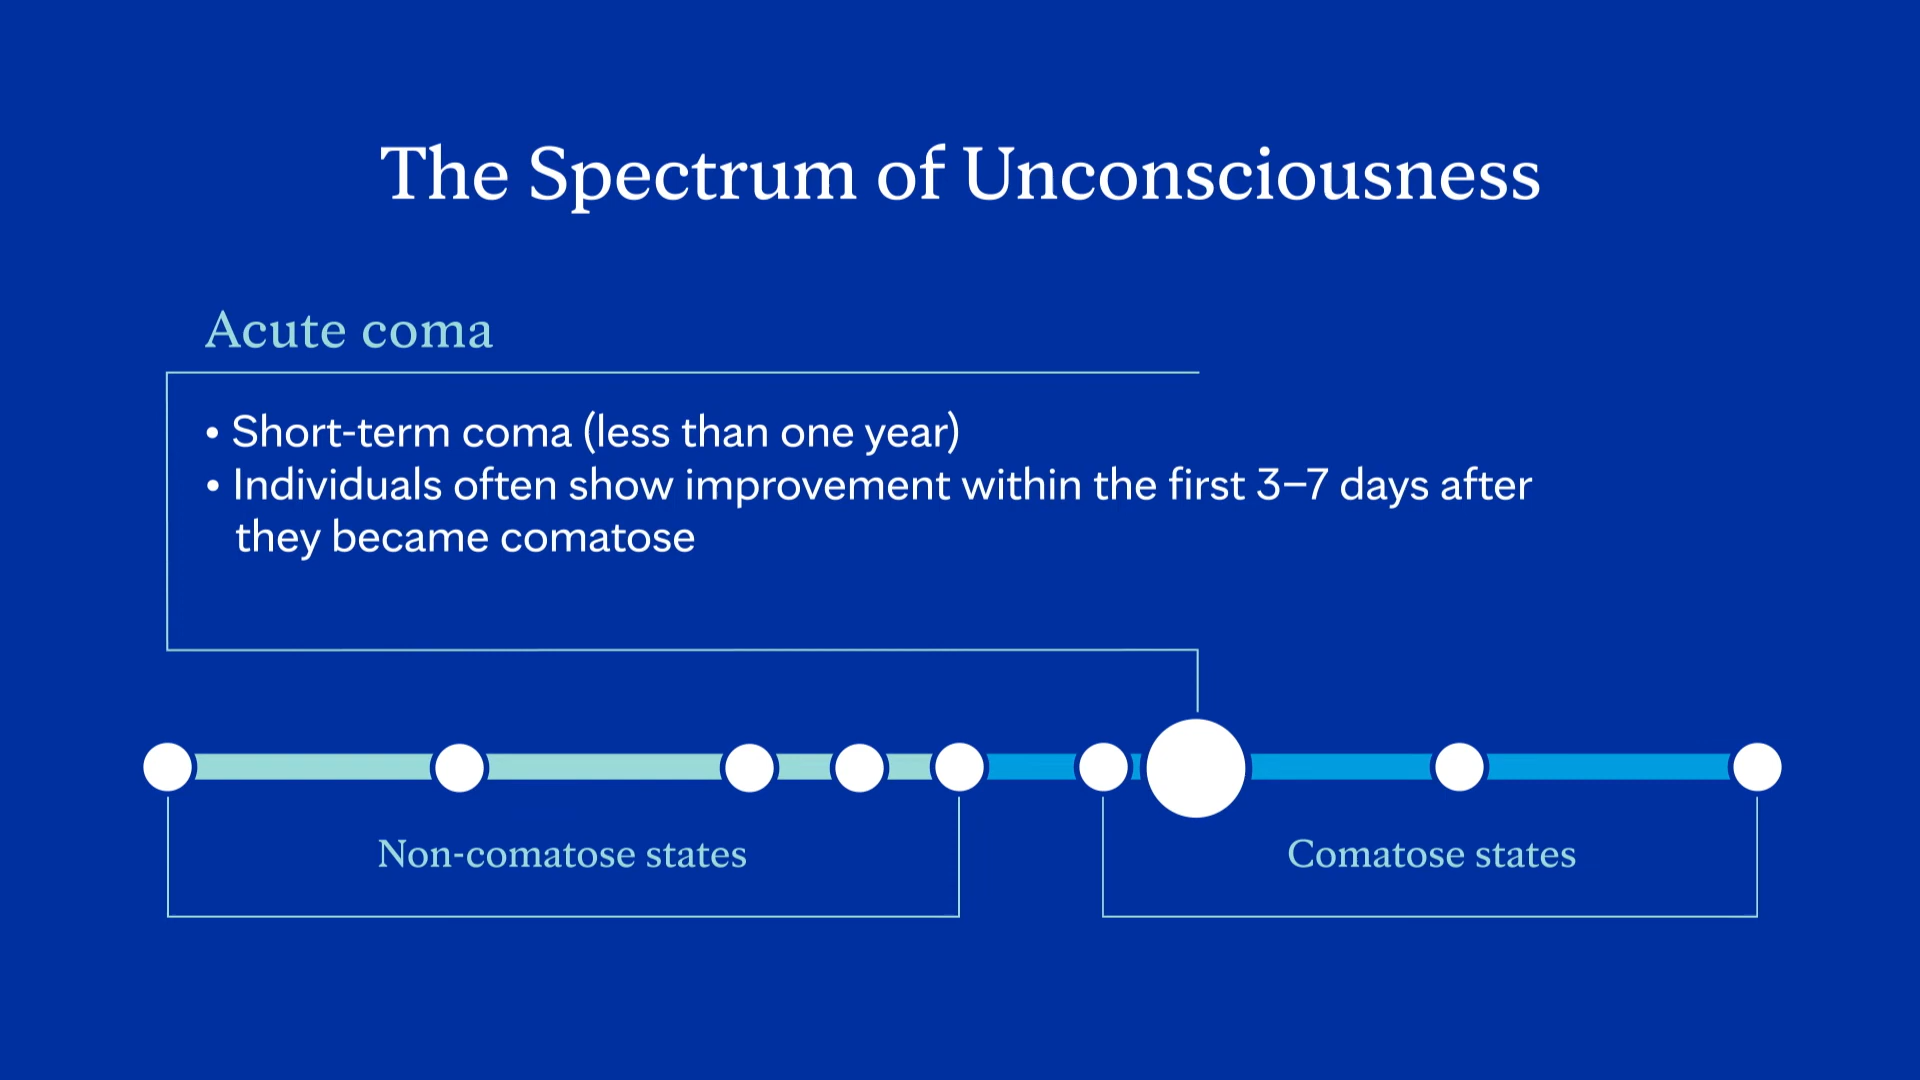 The Spectrum of Unconsciousness
Acute coma
• Short-term coma (less than one year)
• Individuals often show improvement within the first 3–7 days after
they became comatose
Non-comatose states
Comatose states